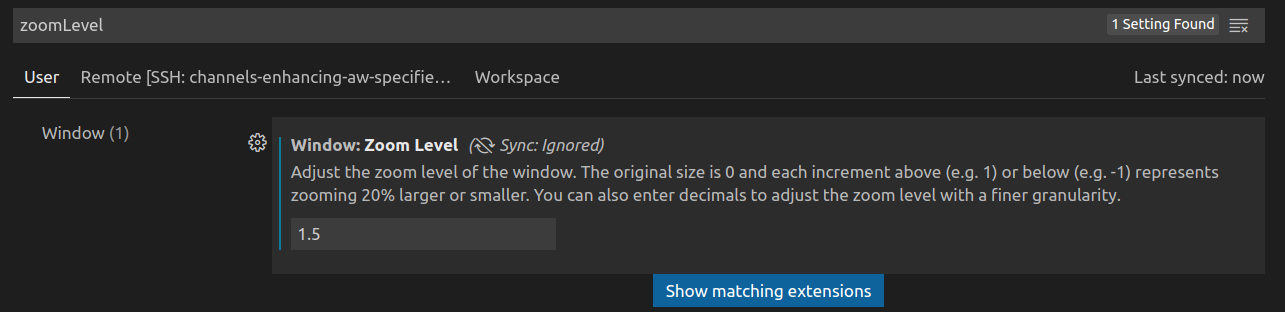 zoomLevel 1 Setting Found
User Remote [SSH: channels-enhancing-aw-specifie... Workspace Last synced: now
Window (1)
Window: Zoom Level ( Sync: Ignored)
Adjust the zoom level of the window. The original size is 0 and each increment above (e.g. 1) or below (e.g. -1) represents
zooming 20% larger or smaller. You can also enter decimals to adjust the zoom level with a finer granularity.
1.5
Show matching extensions